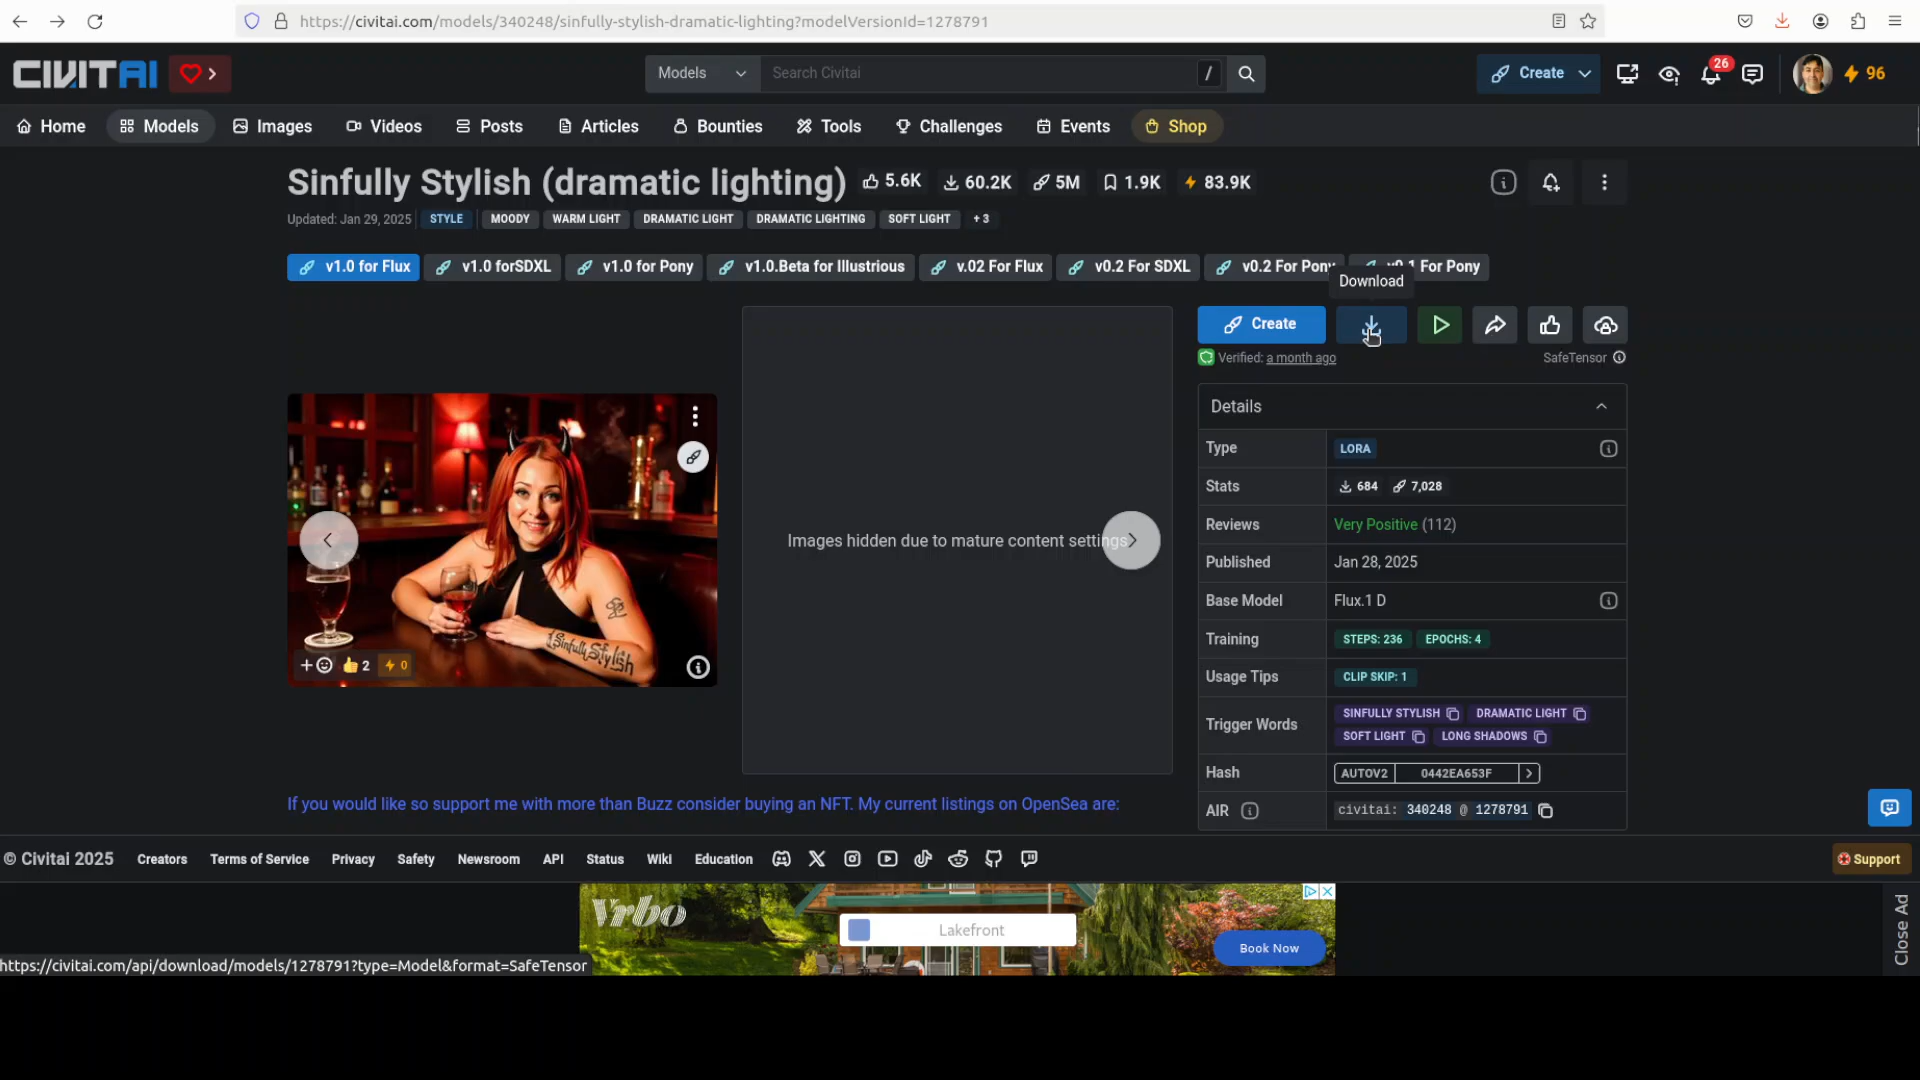 https://civitai.com/models/340248/sinfully-stylish-dramatic-lighting?modelVersionId=1278791
CIVITAI
Models
Search Civitai
/
Create
26
96
Home
Models
Images
Videos
Posts
Articles
Bounties
Tools
Challenges
Events
Shop
Sinfully Stylish (dramatic lighting)
5.6K
60.2K
5M
1.9K
83.9K
Updated: Jan 29, 2025
STYLE
MOODY
WARM LIGHT
DRAMATIC LIGHT
DRAMATIC LIGHTING
SOFT LIGHT
+ 3
v1.0 for Flux
v1.0 forSDXL
v1.0 for Pony
v1.0.Beta for Illustrious
v.02 For Flux
v0.2 For SDXL
v0.2 For Pony
v0.1 For Pony
Download
Create
Verified: a month ago
SafeTensor
Sinfully Stylish
2
0
Images hidden due to mature content settings
Details
Type
LORA
Stats
684
7,028
Reviews
Very Positive (112)
Published
Jan 28, 2025
Base Model
Flux.1 D
Training
STEPS: 236
EPOCHS: 4
Usage Tips
CLIP SKIP: 1
Trigger Words
SINFULLY STYLISH
DRAMATIC LIGHT
SOFT LIGHT
LONG SHADOWS
Hash
AUTOV2
0442EA653F
AIR
civitai: 340248 @ 1278791
If you would like so support me with more than Buzz consider buying an NFT. My current listings on OpenSea are:
© Civitai 2025
Creators
Terms of Service
Privacy
Safety
Newsroom
API
Status
Wiki
Education
Support
Vrbo
Lakefront
Book Now
Close Ad
https://civitai.com/api/download/models/1278791?type=Model&format=SafeTensor